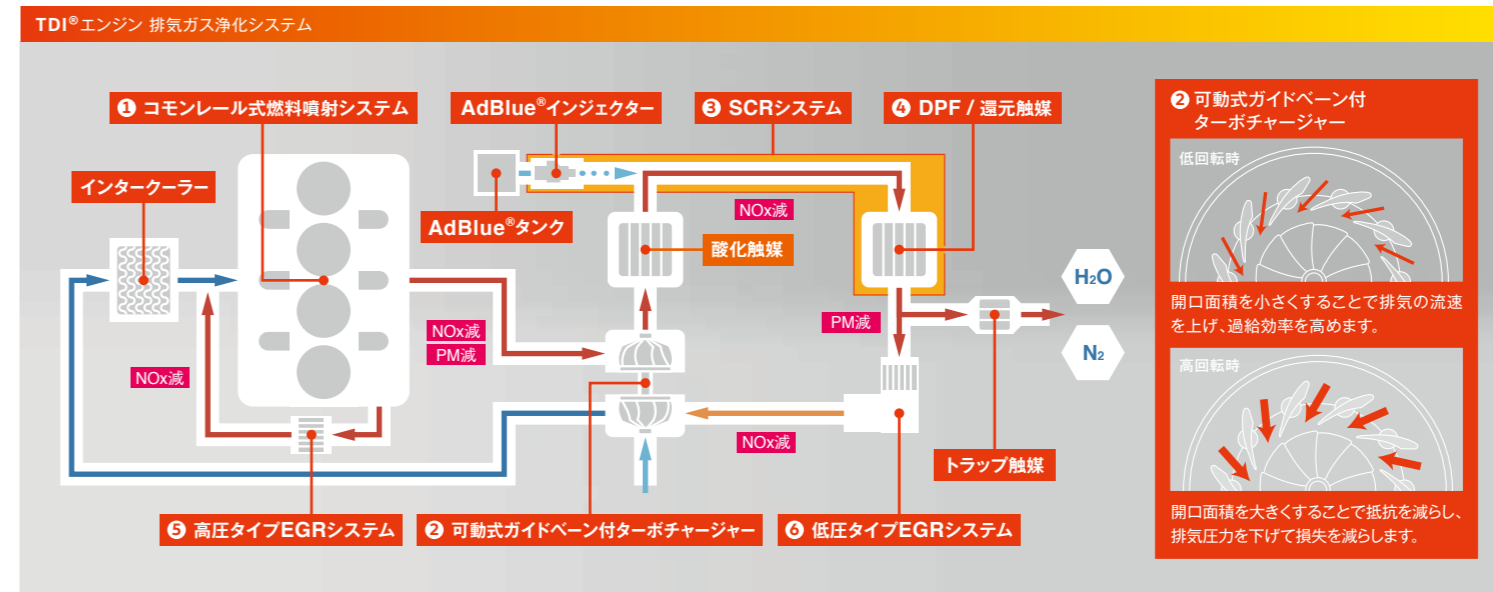 TDI®エンジン 排気ガス浄化システム
❶ コモンレール式燃料噴射システム
AdBlue®インジェクター
❸ SCRシステム
❹ DPF / 還元触媒
インタークーラー
AdBlue®タンク
NOx減
酸化触媒
H2O
N2
NOx減
PM減
PM減
NOx減
NOx減
トラップ触媒
❺ 高圧タイプEGRシステム
❷ 可動式ガイドベーン付ターボチャージャー
❻ 低圧タイプEGRシステム
❷ 可動式ガイドベーン付
ターボチャージャー
低回転時
開口面積を小さくすることで排気の流速
を上げ、過給効率を高めます。
高回転時
開口面積を大きくすることで抵抗を減らし、
排気圧力を下げて損失を減らします。